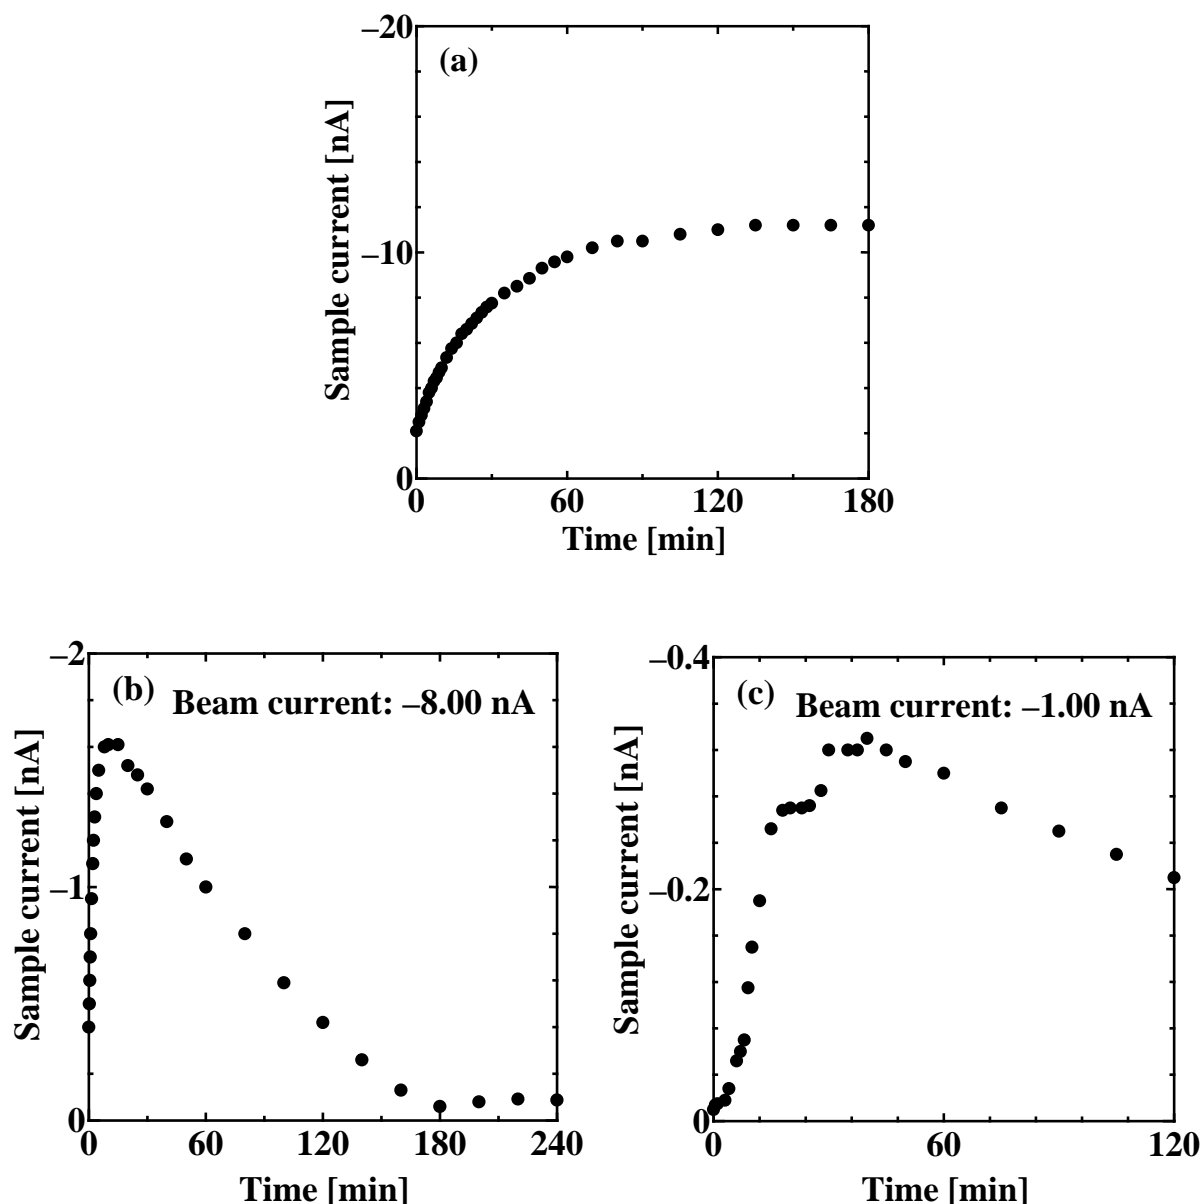 (a)
–20
–10
0
Sample current [nA]
0 60 120 180
Time [min]
(b)
Beam current: –8.00 nA
–2
–1
0
Sample current [nA]
0 60 120 180 240
Time [min]
(c)
Beam current: –1.00 nA
–0.4
–0.2
0
Sample current [nA]
0 60 120
Time [min]